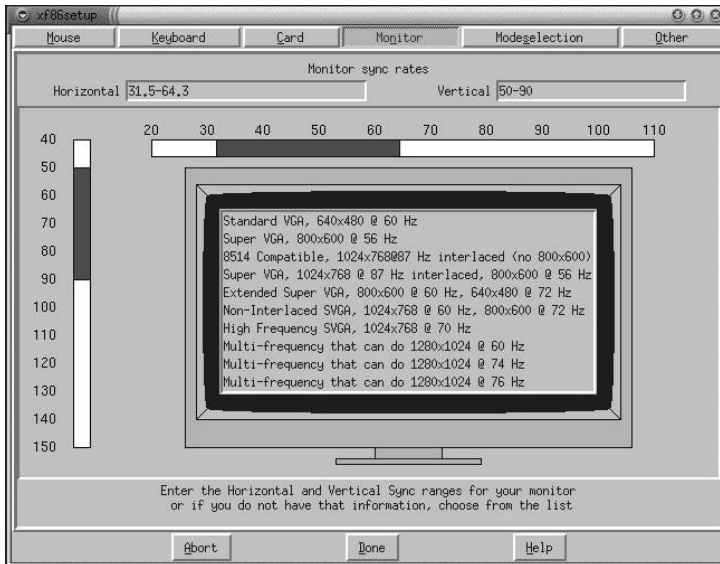 xf86setup
Mouse Keyboard Card Monitor Modeselection Other
Monitor sync rates
Horizontal 31.5-64.3 Vertical 50-90
20 30 40 50 60 70 80 90 100 110
40
50
60
70
80
90
100
110
120
130
140
150
Standard VGA, 640x480 @ 60 Hz
Super VGA, 800x600 @ 56 Hz
8514 Compatible, 1024x768@87 Hz interlaced (no 800x600)
Super VGA, 1024x768 @ 87 Hz interlaced, 800x600 @ 56 Hz
Extended Super VGA, 800x600 @ 60 Hz, 640x480 @ 72 Hz
Non-Interlaced SVGA, 1024x768 @ 60 Hz, 800x600 @ 72 Hz
High Frequency SVGA, 1024x768 @ 70 Hz
Multi-frequency that can do 1280x1024 @ 60 Hz
Multi-frequency that can do 1280x1024 @ 74 Hz
Multi-frequency that can do 1280x1024 @ 76 Hz
Enter the Horizontal and Vertical Sync ranges for your monitor
or if you do not have that information, choose from the list
Abort Done Help